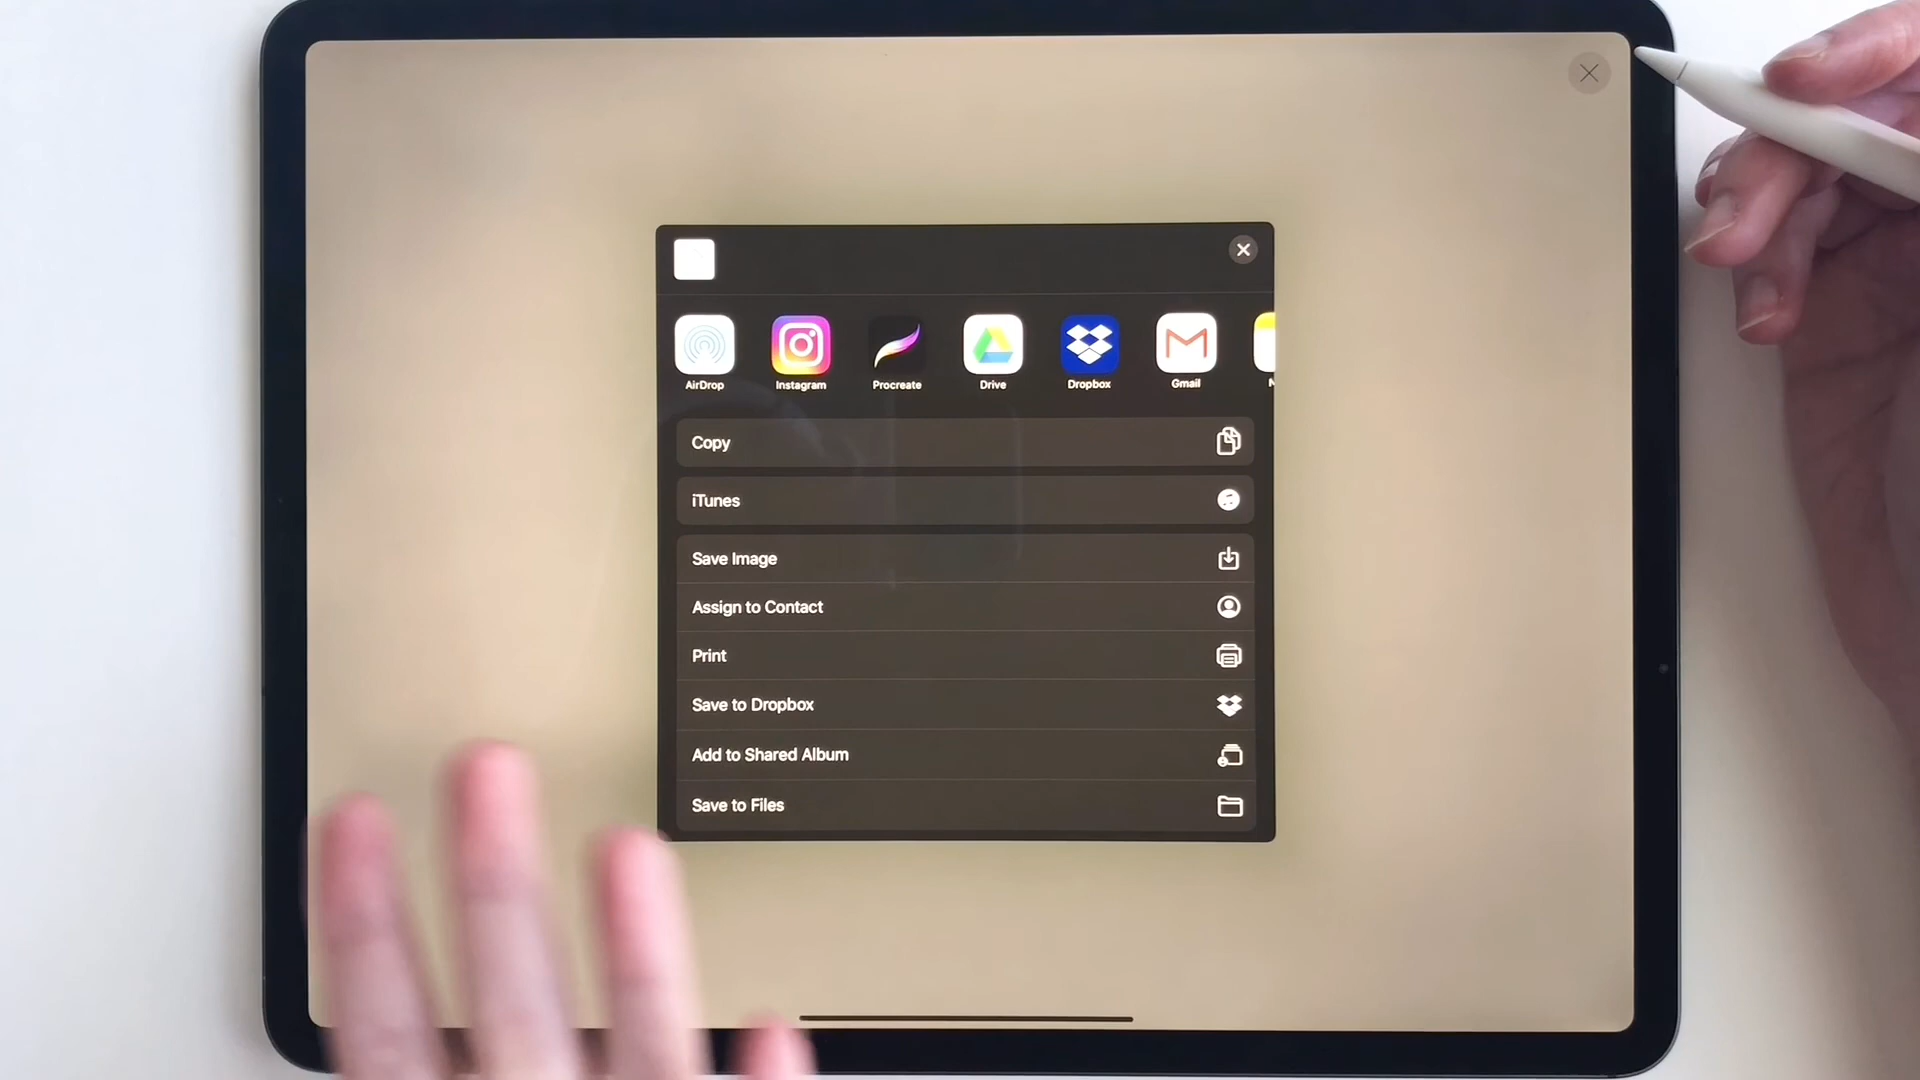 AirDrop
Instagram
Procreate
Drive
Dropbox
Gmail
Copy
iTunes
Save Image
Assign to Contact
Print
Save to Dropbox
Add to Shared Album
Save to Files